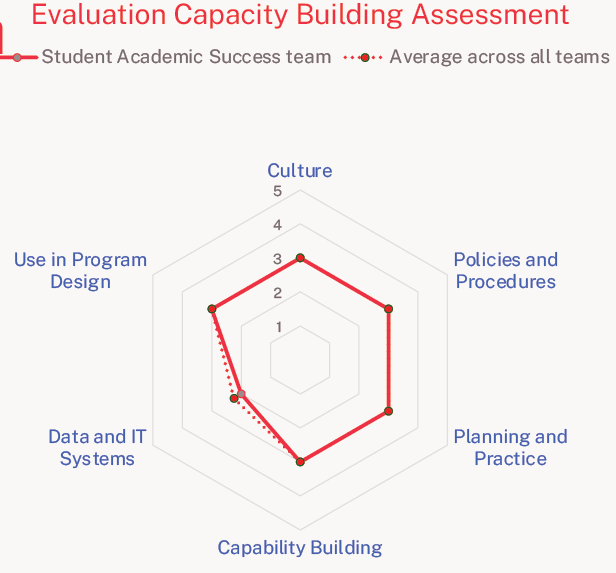 Evaluation Capacity Building Assessment
Student Academic Success team
Average across all teams
Culture
5
4
3
2
1
Use in Program
Design
Policies and
Procedures
Data and IT
Systems
Planning and
Practice
Capability Building